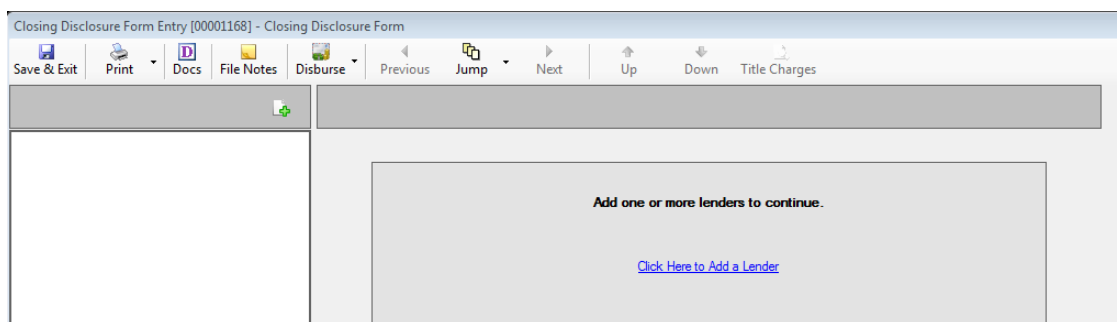 Closing Disclosure Form Entry [00001168] - Closing Disclosure Form
Save & Exit Print Docs File Notes Disburse Previous Jump Next Up Down Title Charges
Add one or more lenders to continue.
Click Here to Add a Lender